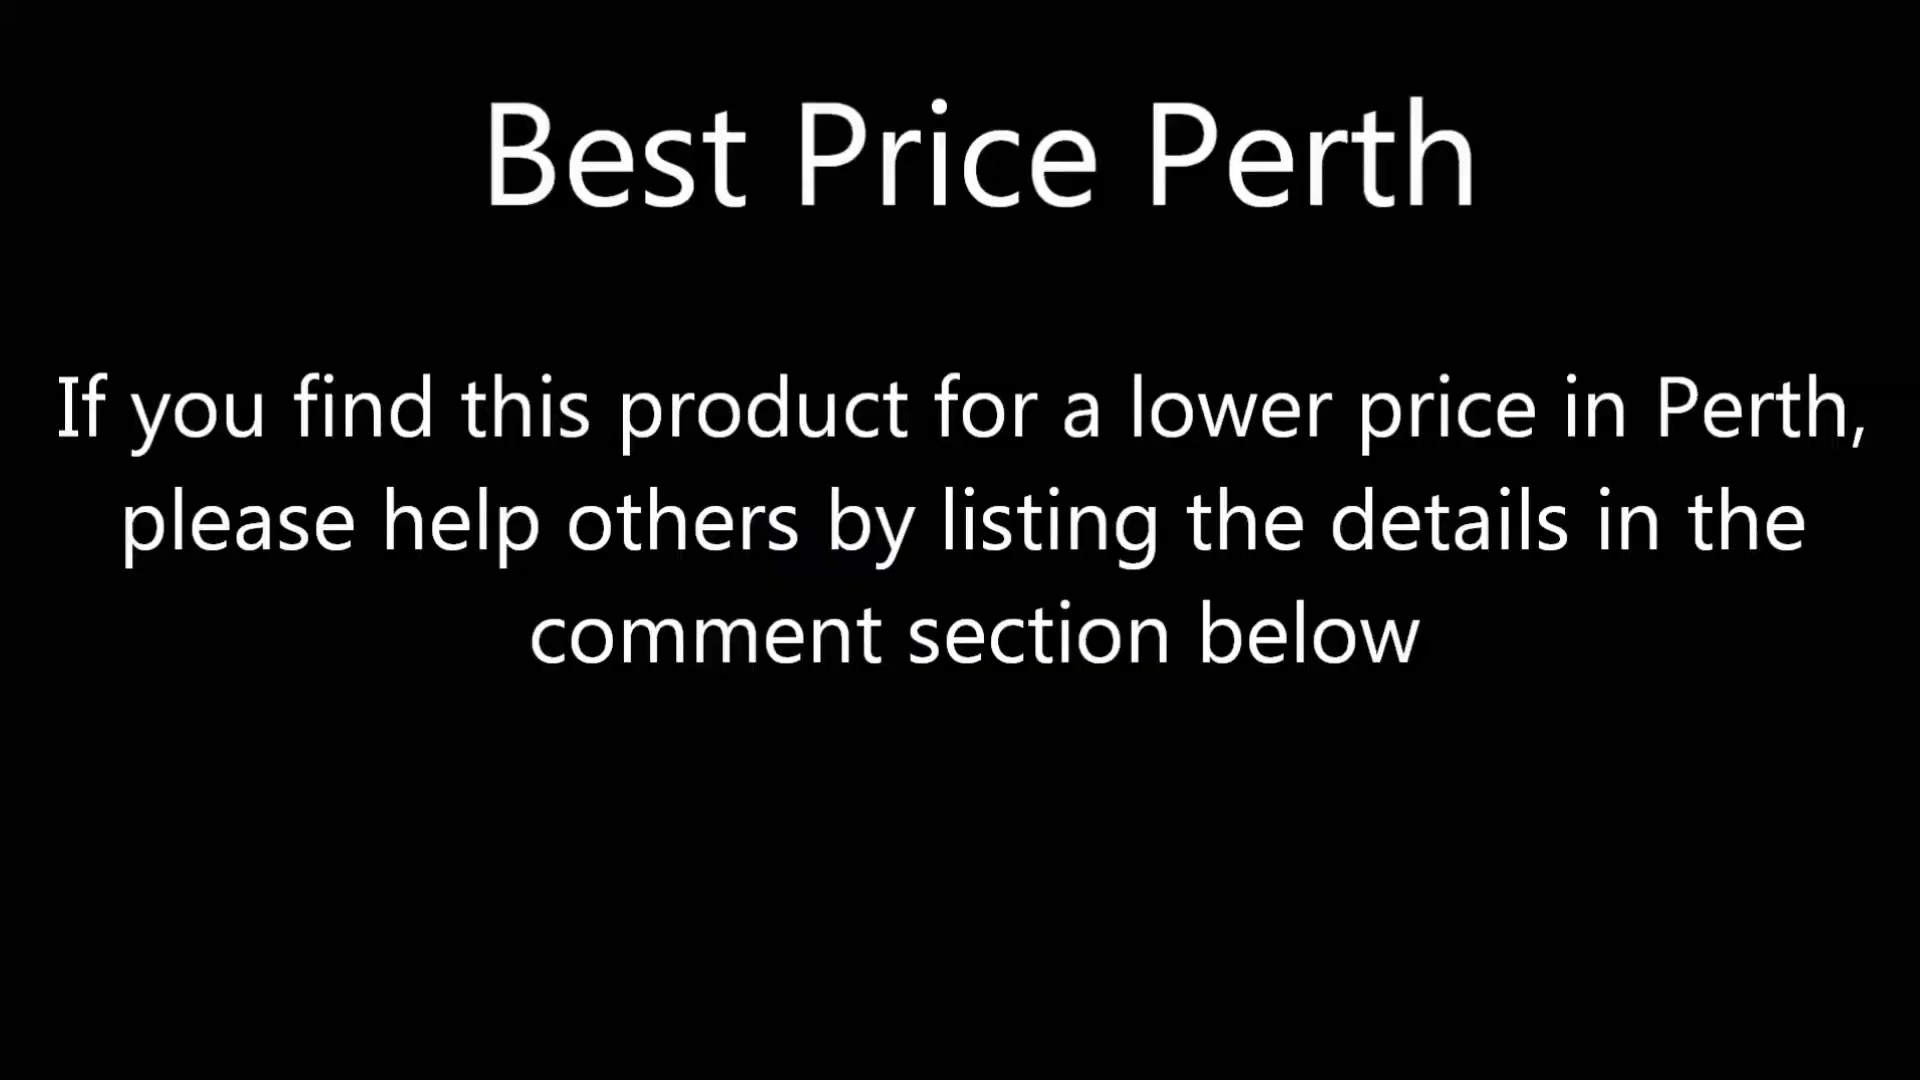 Best Price Perth
If you find this product for a lower price in Perth,
please help others by listing the details in the
comment section below